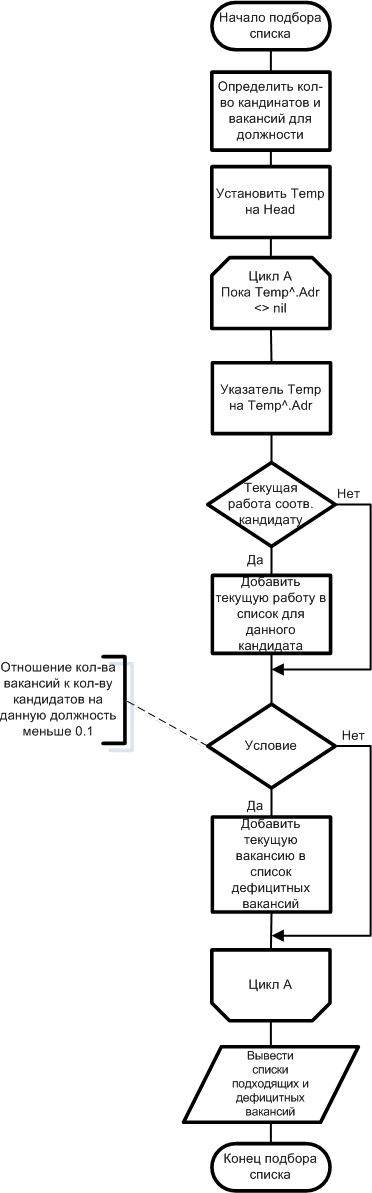 Начало подбора
списка
Определить кол-
во кандинатов и
вакансий для
должности
Установить Temp
на Head
Цикл А
Пока Temp^.Adr
<> nil
Указатель Temp
на Temp^.Adr
Текущая
работа соотв.
кандидату
Нет
Да
Добавить
текущую работу в
список для
данного
кандидата
Отношение кол-ва
вакансий к кол-ву
кандидатов на
данную должность
меньше 0.1
Условие
Нет
Да
Добавить
текущую
вакансию в
список
дефицитных
вакансий
Цикл А
Вывести
списки
подходящих и
дефицитных
вакансий
Конец подбора
списка